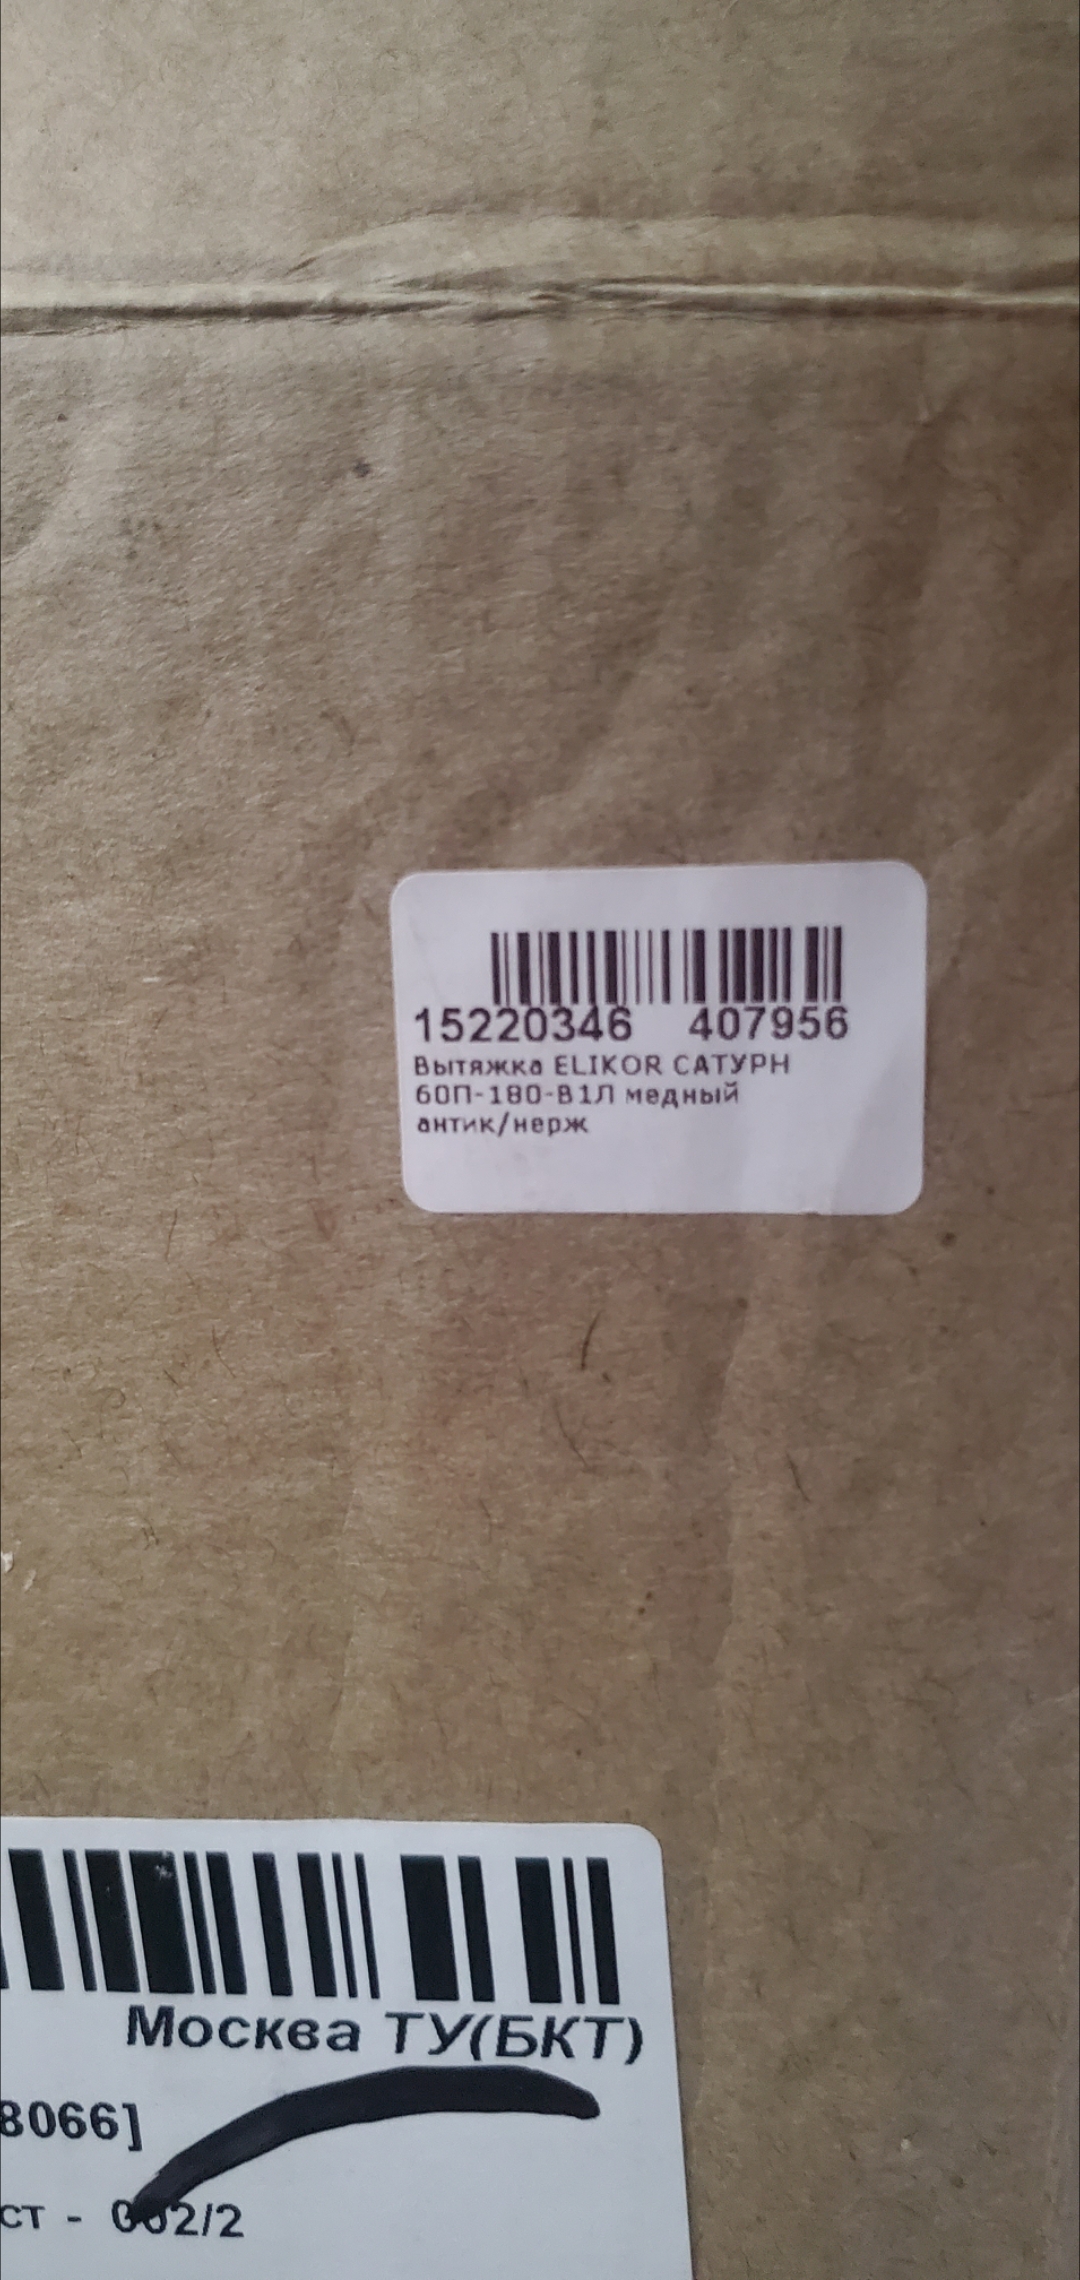 15220346 407956
Вытяжка ELIKOR САТУРН
60П-180-В1Л медный
антик/нерж
Москва ТУ(БКТ)
8066]
ст - 002/2